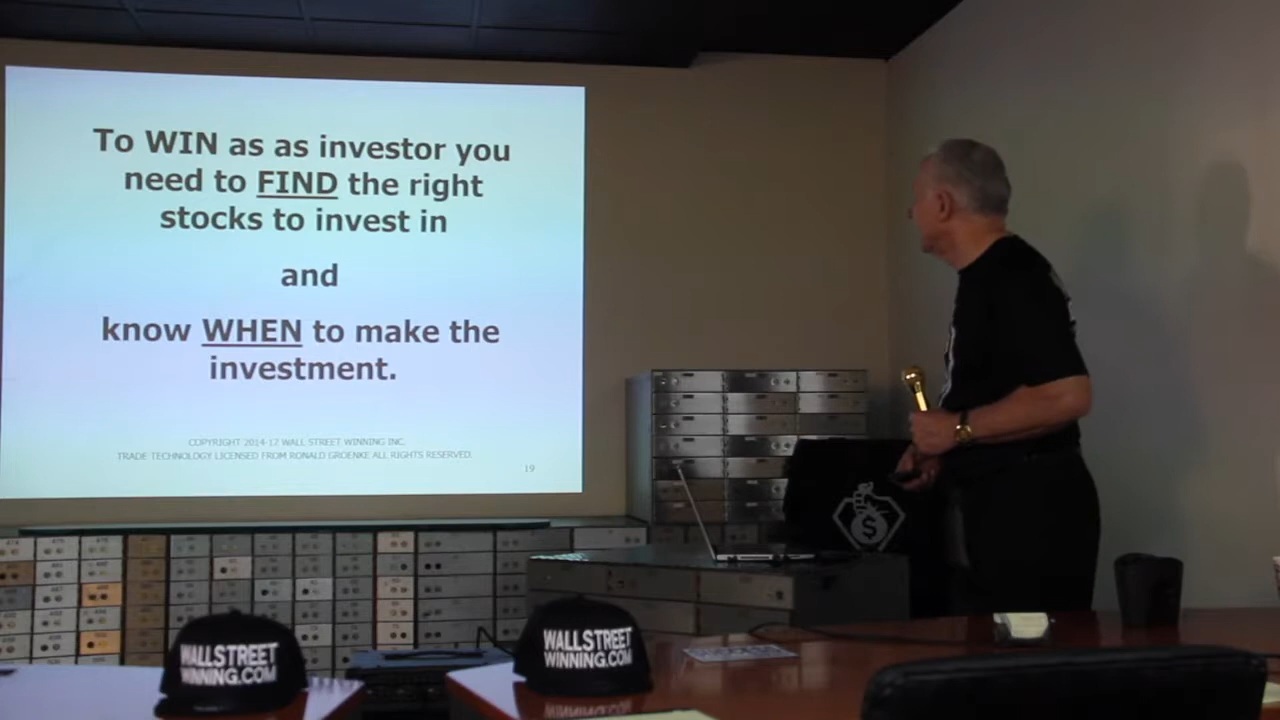 To WIN as as investor you
need to FIND the right
stocks to invest in
and
know WHEN to make the
investment.
COPYRIGHT 2014-17 WALL STREET WINNING INC.
TRADE TECHNOLOGY LICENSED FROM RONALD GROENKE ALL RIGHTS RESERVED.
19
$
WALLSTREET
WINNING.COM
WALLSTREET
WINNING.COM